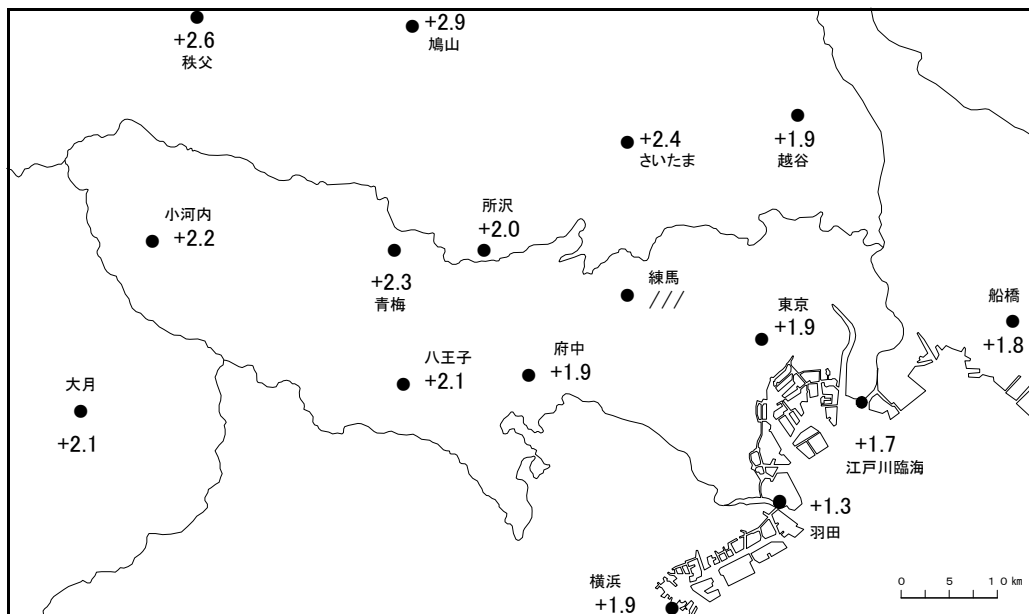 +2.6
秩父
+2.9
鳩山
+2.4
さいたま
+1.9
越谷
小河内
+2.2
所沢
+2.0
+2.3
青梅
練馬
///
東京
+1.9
船橋
+1.8
大月
+2.1
八王子
+2.1
府中
+1.9
+1.7
江戸川臨海
+1.3
羽田
横浜
+1.9
0 5 10km